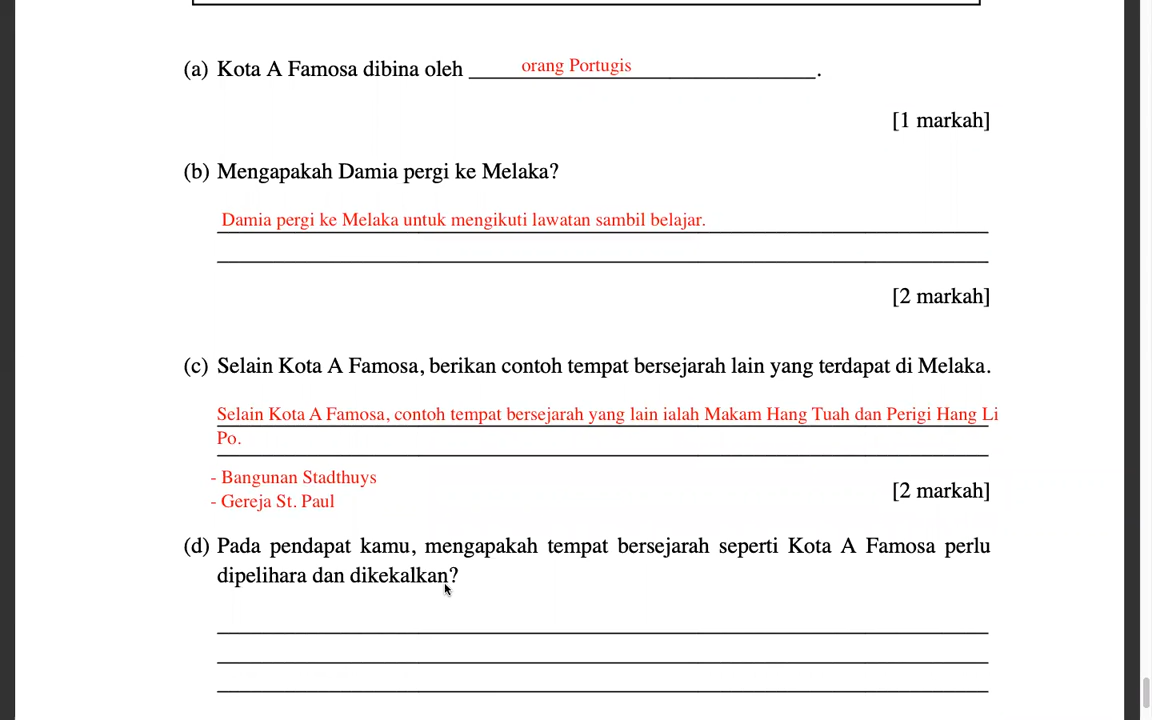 (a) Kota A Famosa dibina oleh orang Portugis.
[1 markah]
(b) Mengapakah Damia pergi ke Melaka?
Damia pergi ke Melaka untuk mengikuti lawatan sambil belajar.
[2 markah]
(c) Selain Kota A Famosa, berikan contoh tempat bersejarah lain yang terdapat di Melaka.
Selain Kota A Famosa, contoh tempat bersejarah yang lain ialah Makam Hang Tuah dan Perigi Hang Li
Po.
- Bangunan Stadthuys
- Gereja St. Paul
[2 markah]
(d) Pada pendapat kamu, mengapakah tempat bersejarah seperti Kota A Famosa perlu
dipelihara dan dikekalkan?